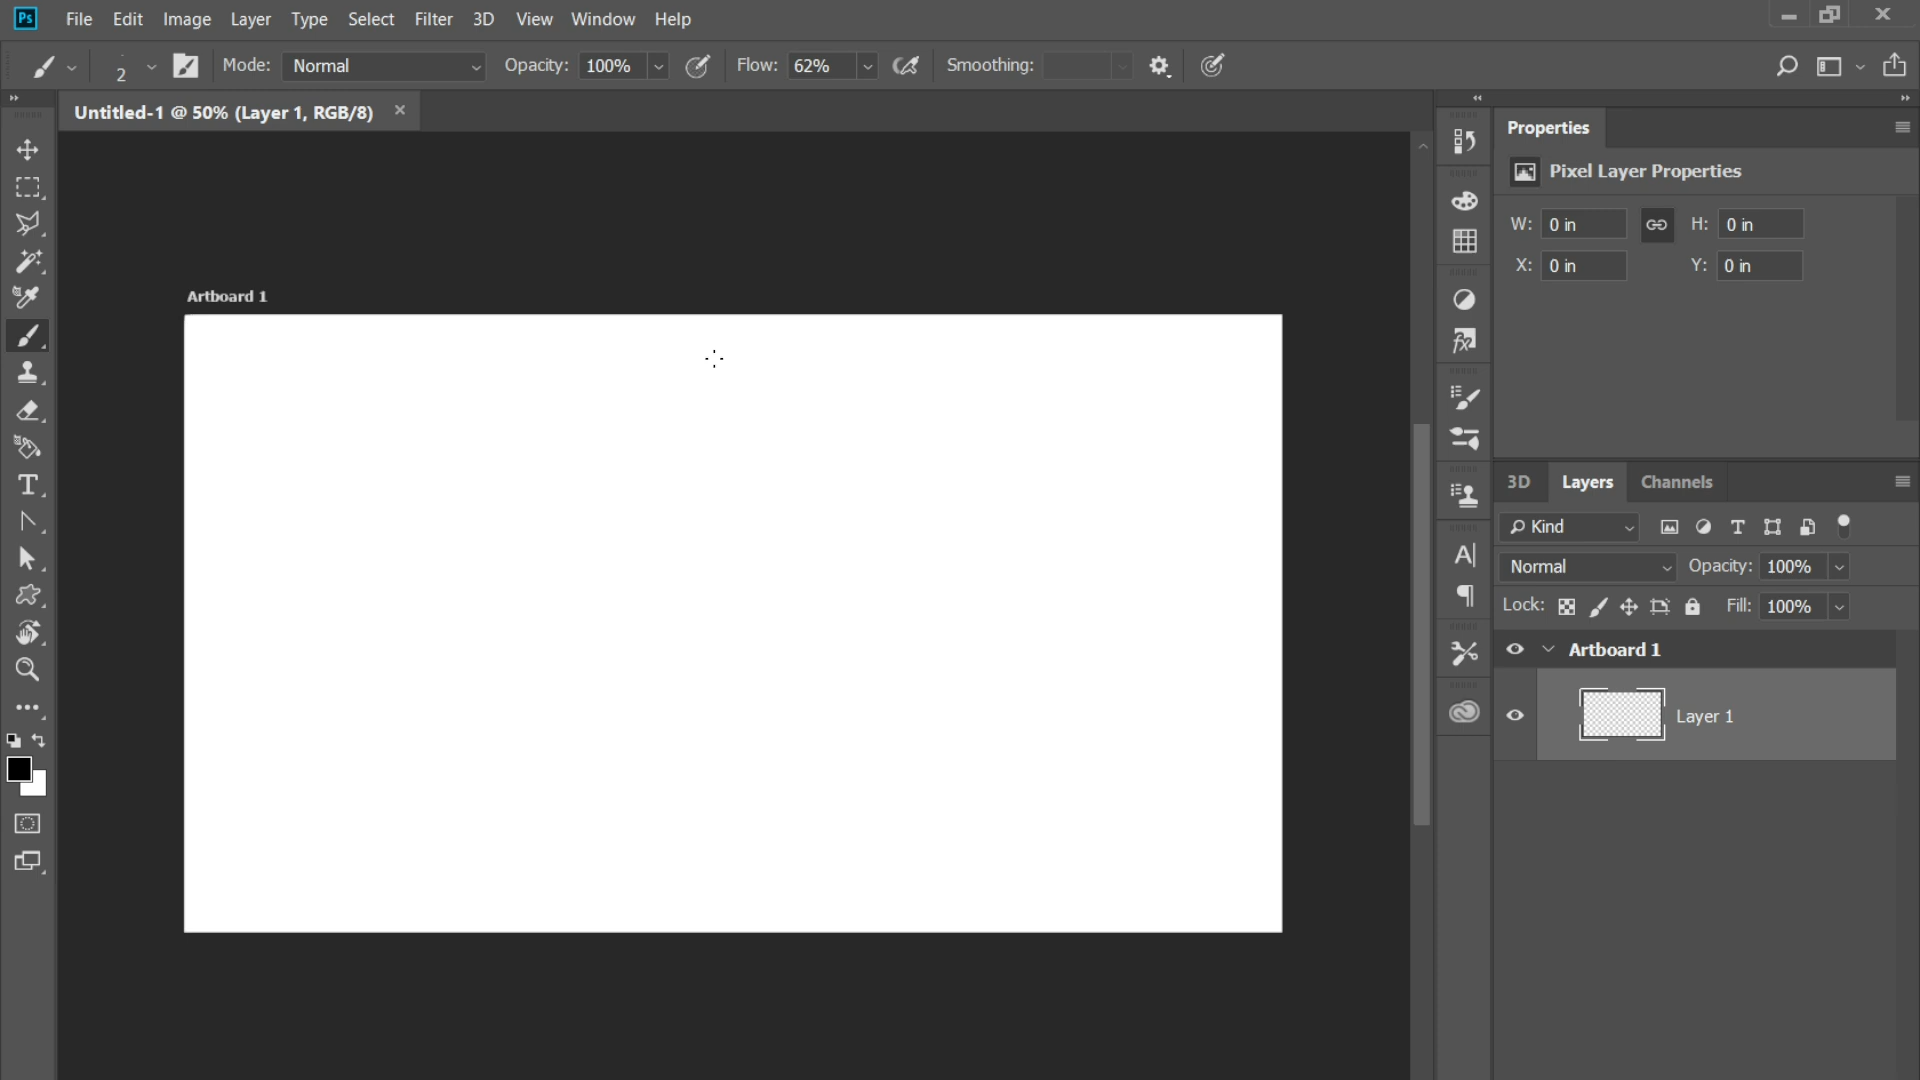 Ps File Edit Image Layer Type Select Filter 3D View Window Help
2 Mode: Normal Opacity: 100% Flow: 62% Smoothing:
Untitled-1 @ 50% (Layer 1, RGB/8)
Properties
Pixel Layer Properties
W: 0 in H: 0 in
X: 0 in Y: 0 in
Artboard 1
3D Layers Channels
Kind
Normal Opacity: 100%
Lock: Fill: 100%
Artboard 1
Layer 1